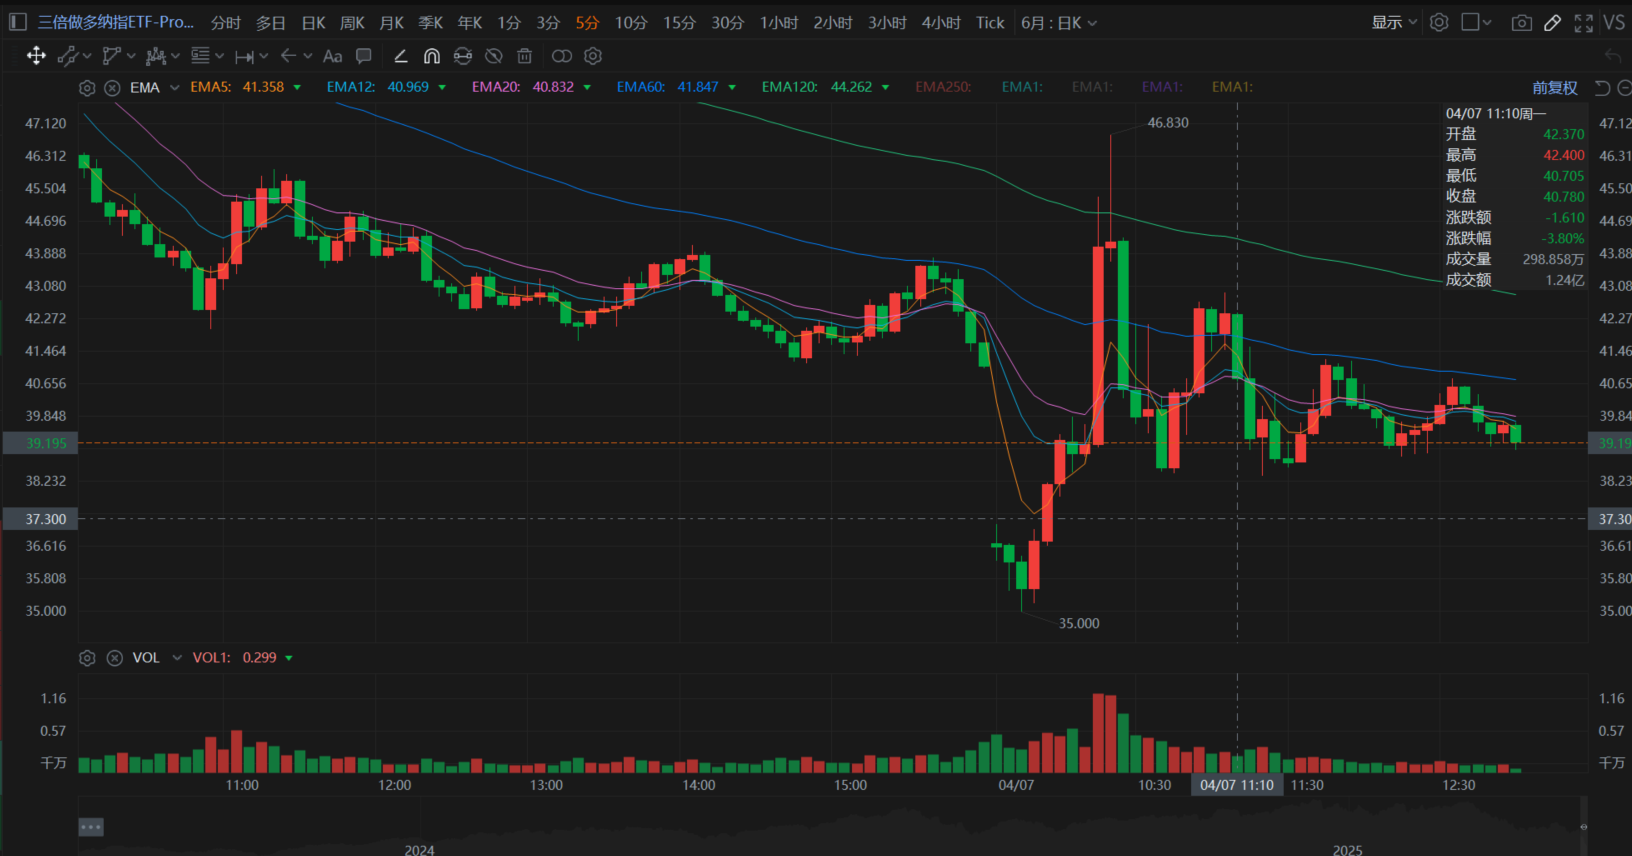 三倍做多纳指ETF-Pro... 分时 多日 日K 周K 月K 季K 年K 1分 3分 5分 10分 15分 30分 1小时 2小时 3小时 4小时 Tick 6月 : 日K 显示 VS
Aa
EMA EMA5: 41.358 EMA12: 40.969 EMA20: 40.832 EMA60: 41.847 EMA120: 44.262 EMA250: EMA1: EMA1: EMA1: EMA1: 前复权
04/07 11:10周一
开盘 42.370
最高 42.400
最低 40.705
收盘 40.780
涨跌额 -1.610
涨跌幅 -3.80%
成交量 298.858万
成交额 1.24亿
47.120 46.830 47.12
46.312 46.31
45.504 45.50
44.696 44.69
43.888 43.88
43.080 43.08
42.272 42.27
41.464 41.46
40.656 40.65
39.848 39.84
39.195 39.19
38.232 38.23
37.300 37.30
36.616 36.61
35.808 35.80
35.000 35.00
35.000
VOL VOL1: 0.299
1.16 1.16
0.57 0.57
千万 千万
11:00 12:00 13:00 14:00 15:00 04/07 10:30 04/07 11:10 11:30 12:30
2024 2025